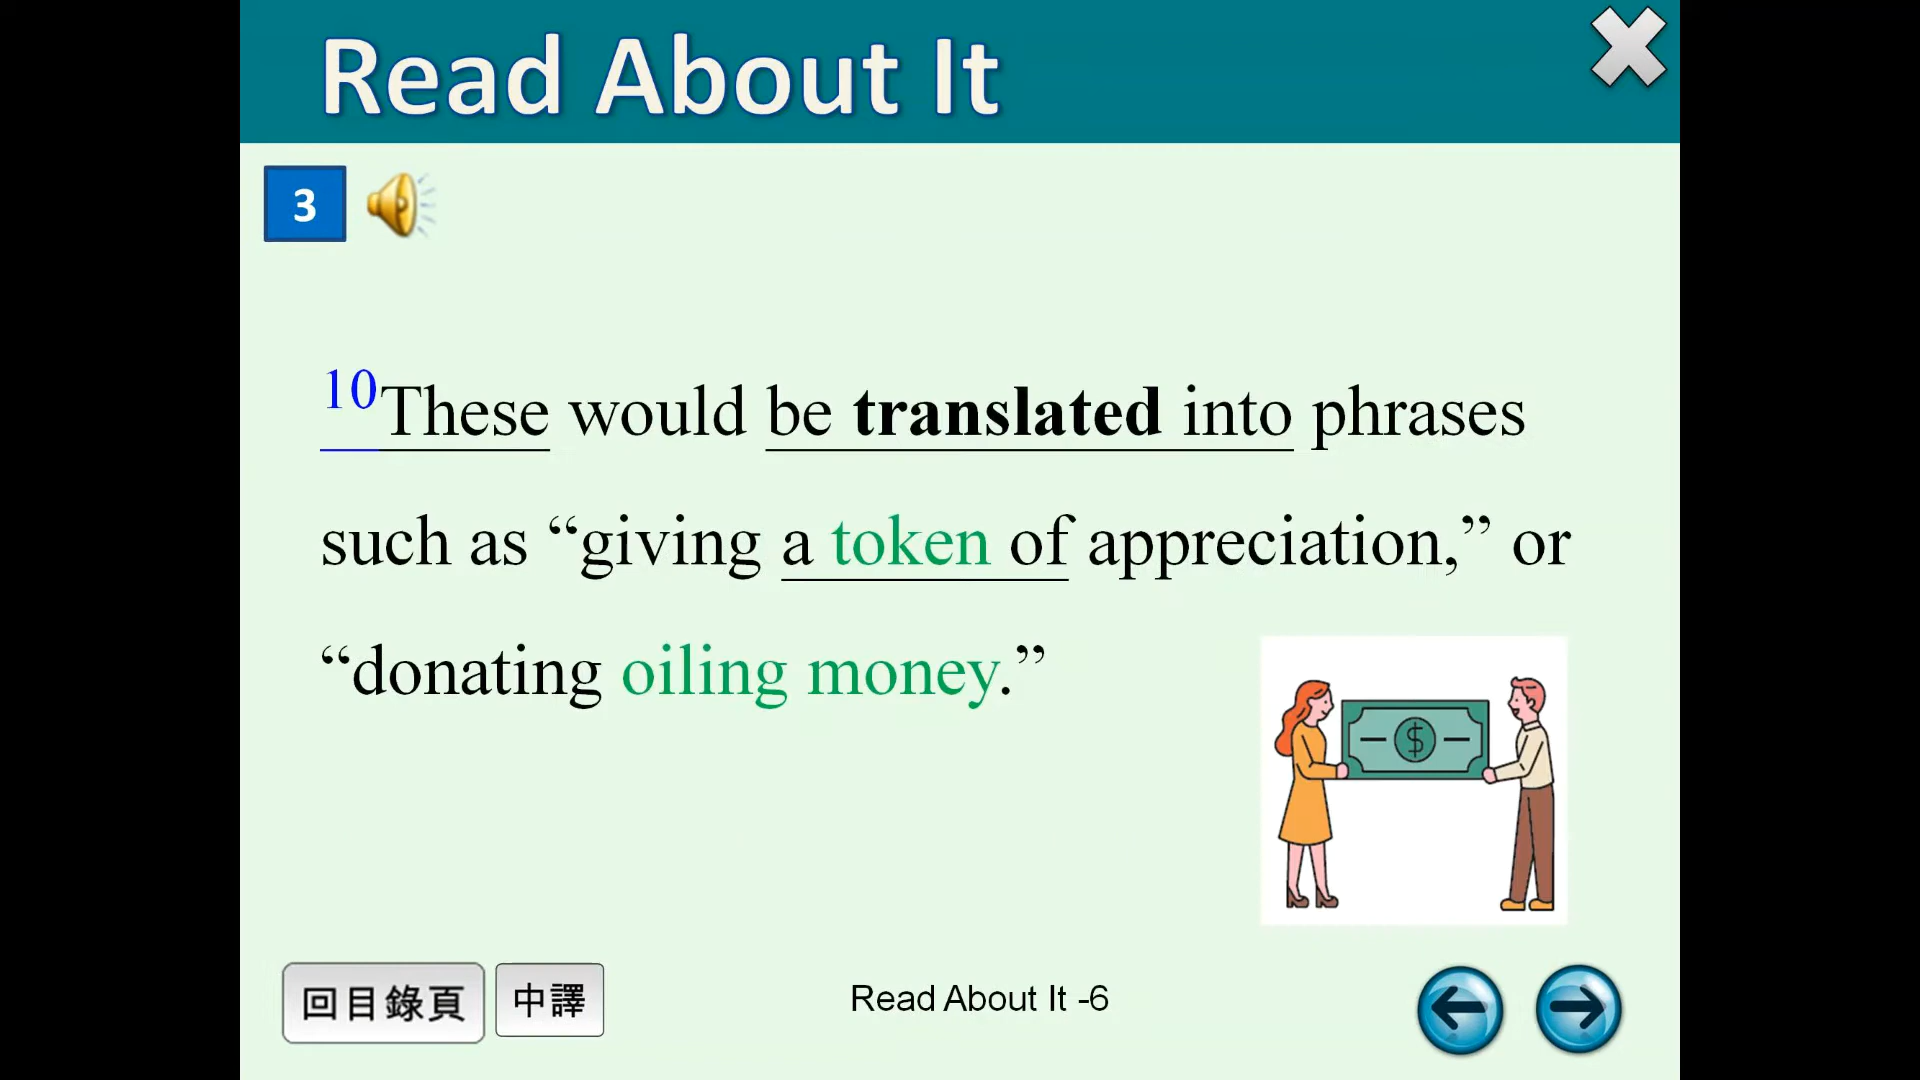 Read About It
3
10These would be translated into phrases
such as “giving a token of appreciation,” or
“donating oiling money.”
$
回目錄頁
中譯
Read About It -6